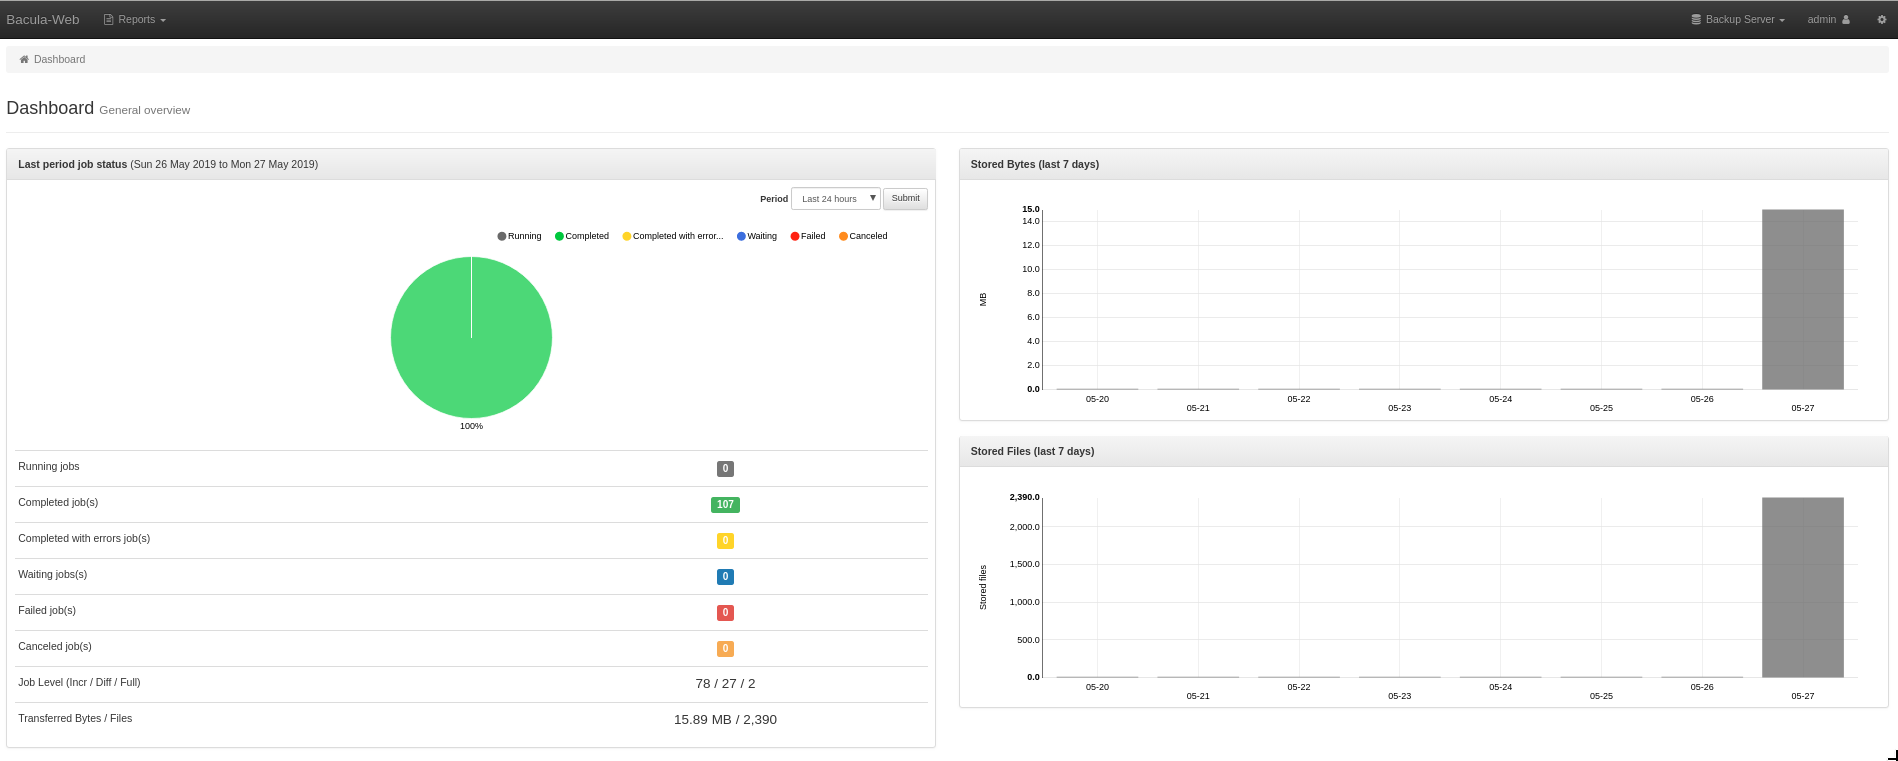 Bacula-Web Reports Backup Server admin
Dashboard
Dashboard General overview
Last period job status (Sun 26 May 2019 to Mon 27 May 2019)
Period Last 24 hours Submit
Running Completed Completed with error... Waiting Failed Canceled
100%
Running jobs 0
Completed job(s) 107
Completed with errors job(s) 0
Waiting jobs(s) 0
Failed job(s) 0
Canceled job(s) 0
Job Level (Incr / Diff / Full) 78 / 27 / 2
Transferred Bytes / Files 15.89 MB / 2,390
Stored Bytes (last 7 days)
MB
15.0
14.0
12.0
10.0
8.0
6.0
4.0
2.0
0.0
05-20 05-21 05-22 05-23 05-24 05-25 05-26 05-27
Stored Files (last 7 days)
Stored files
2,390.0
2,000.0
1,500.0
1,000.0
500.0
0.0
05-20 05-21 05-22 05-23 05-24 05-25 05-26 05-27